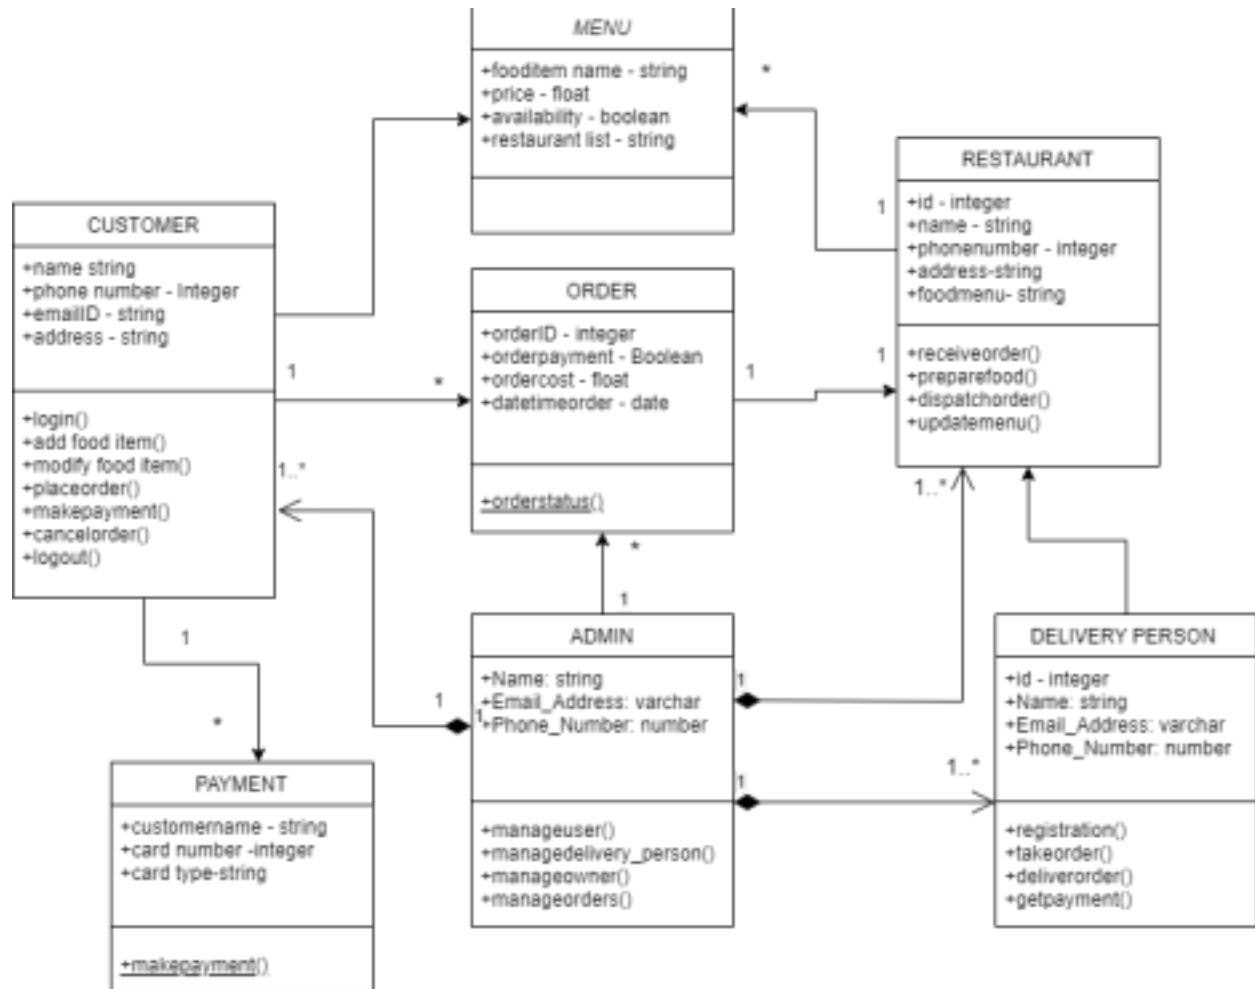 MENU
+fooditem name - string
+price - float
+availability - boolean
+restaurant list - string
*
RESTAURANT
+id - integer
+name - string
+phonenumber - integer
+address-string
+foodmenu- string
1
+receiveorder()
+preparefood()
+dispatchorder()
+updatemenu()
1
CUSTOMER
+name string
+phone number - Integer
+emailID - string
+address - string
+login()
+add food item()
+modify food item()
+placeorder()
+makepayment()
+cancelorder()
+logout()
1
*
ORDER
+orderID - integer
+orderpayment - Boolean
+ordercost - float
+datetimeorder - date
+orderstatus()
1
1..*
1..*
*
1
ADMIN
+Name: string
+Email_Address: varchar
+Phone_Number: number
+manageuser()
+managedelivery_person()
+manageowner()
+manageorders()
1
1
1
1
1..*
DELIVERY PERSON
+id - integer
+Name: string
+Email_Address: varchar
+Phone_Number: number
+registration()
+takeorder()
+deliverorder()
+getpayment()
1
*
PAYMENT
+customername - string
+card number -integer
+card type-string
+makepayment()